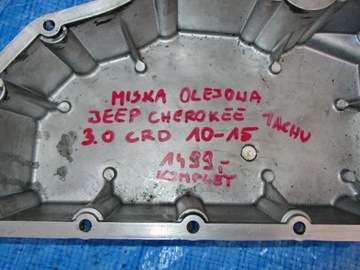 MISKA OLEJOWA
JEEP CHEROKEE TACHU
3.0 CRD 10-15
1499,-
KOMPLET